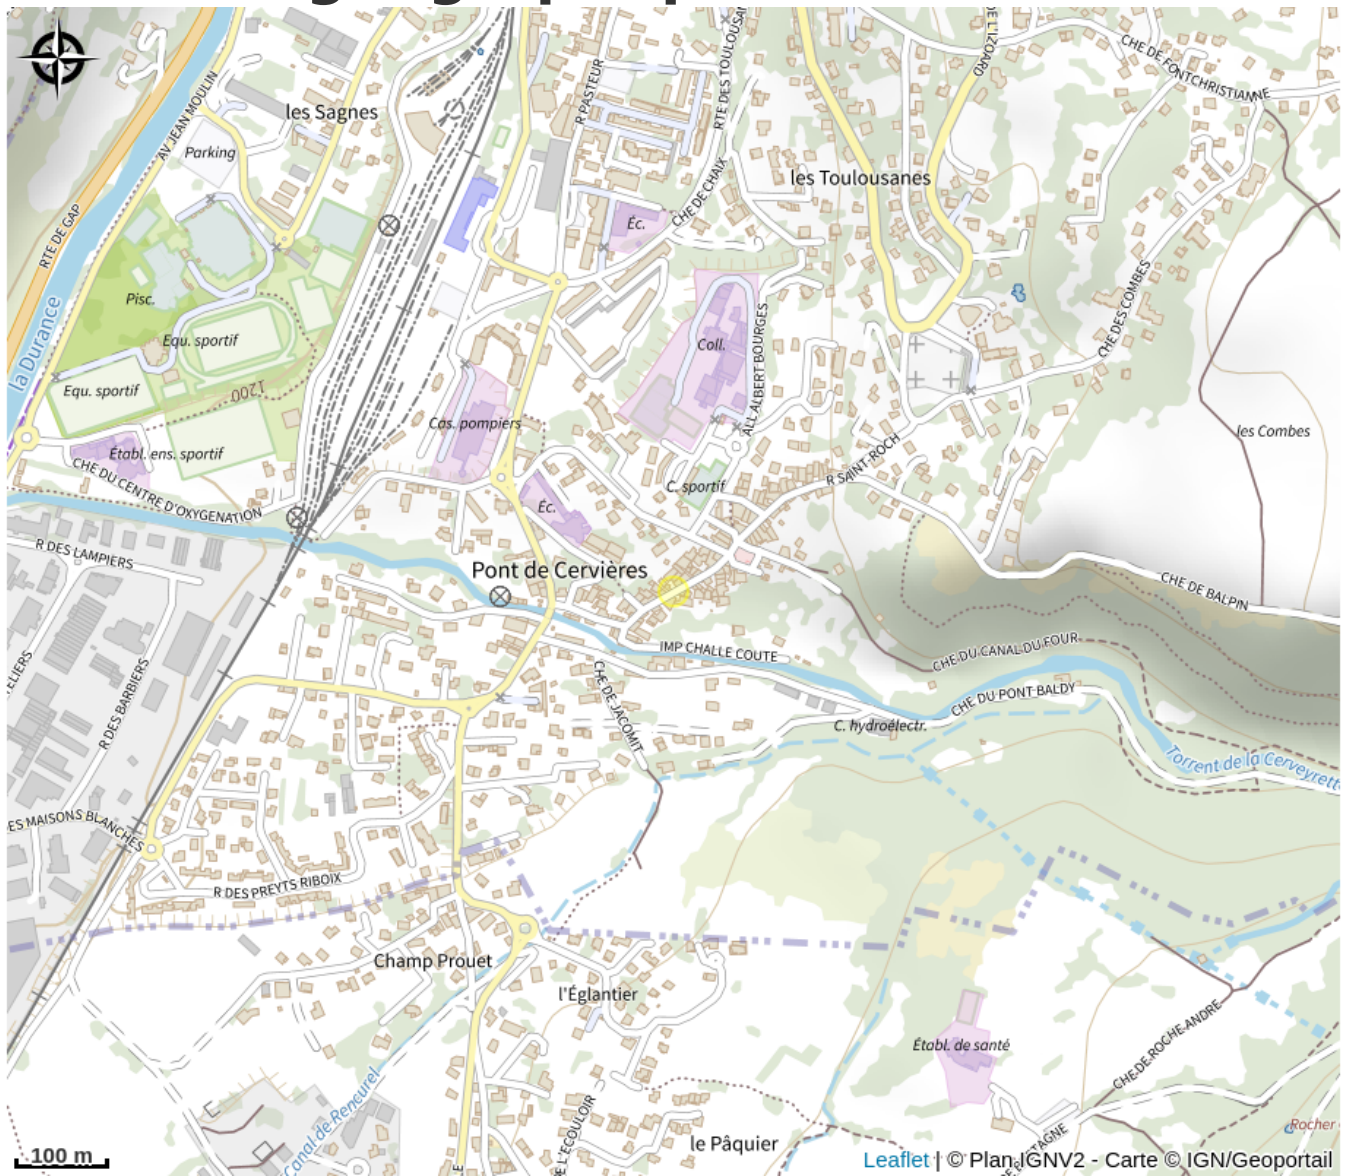 CHE DE FONTCHRISTIANNE
DE L'IZOARD
RTE DES TOULOUSANES
R PASTEUR
les Sagnes
AV JEAN MOULIN
Parking
les Toulousanes
CHE DE CHAIX
Éc.
RTE DE GAP
la Durance
Pisc.
Equ. sportif
Equ. sportif
1200
Coll.
ALL ALBERT BOURGES
CHE DES COMBES
Cas. pompiers
les Combes
Établ. ens. sportif
CHE DU CENTRE D'OXYGENATION
C. sportif
R SAINT-ROCH
Éc.
R DES LAMPIERS
Pont de Cervières
CHE DE BALPIN
IMP CHALLE COUTE
CHE DU CANAL DU FOUR
CHE DU PONT BALDY
CHE DE JACOMIT
R DES BARBIERS
ELIERS
C. hydroélectr.
Torrent de la Cerveyrett
ES MAISONS BLANCHES
R DES PREYTS RIBOIX
Champ Prouet
l'Églantier
Établ. de santé
CHE DE ROCHE ANDRE
Canal de Rencurel
E L'ECOULOIR
le Pâquier
Rocher
100 m
Leaflet | © Plan IGNV2 - Carte © IGN/Geoportail